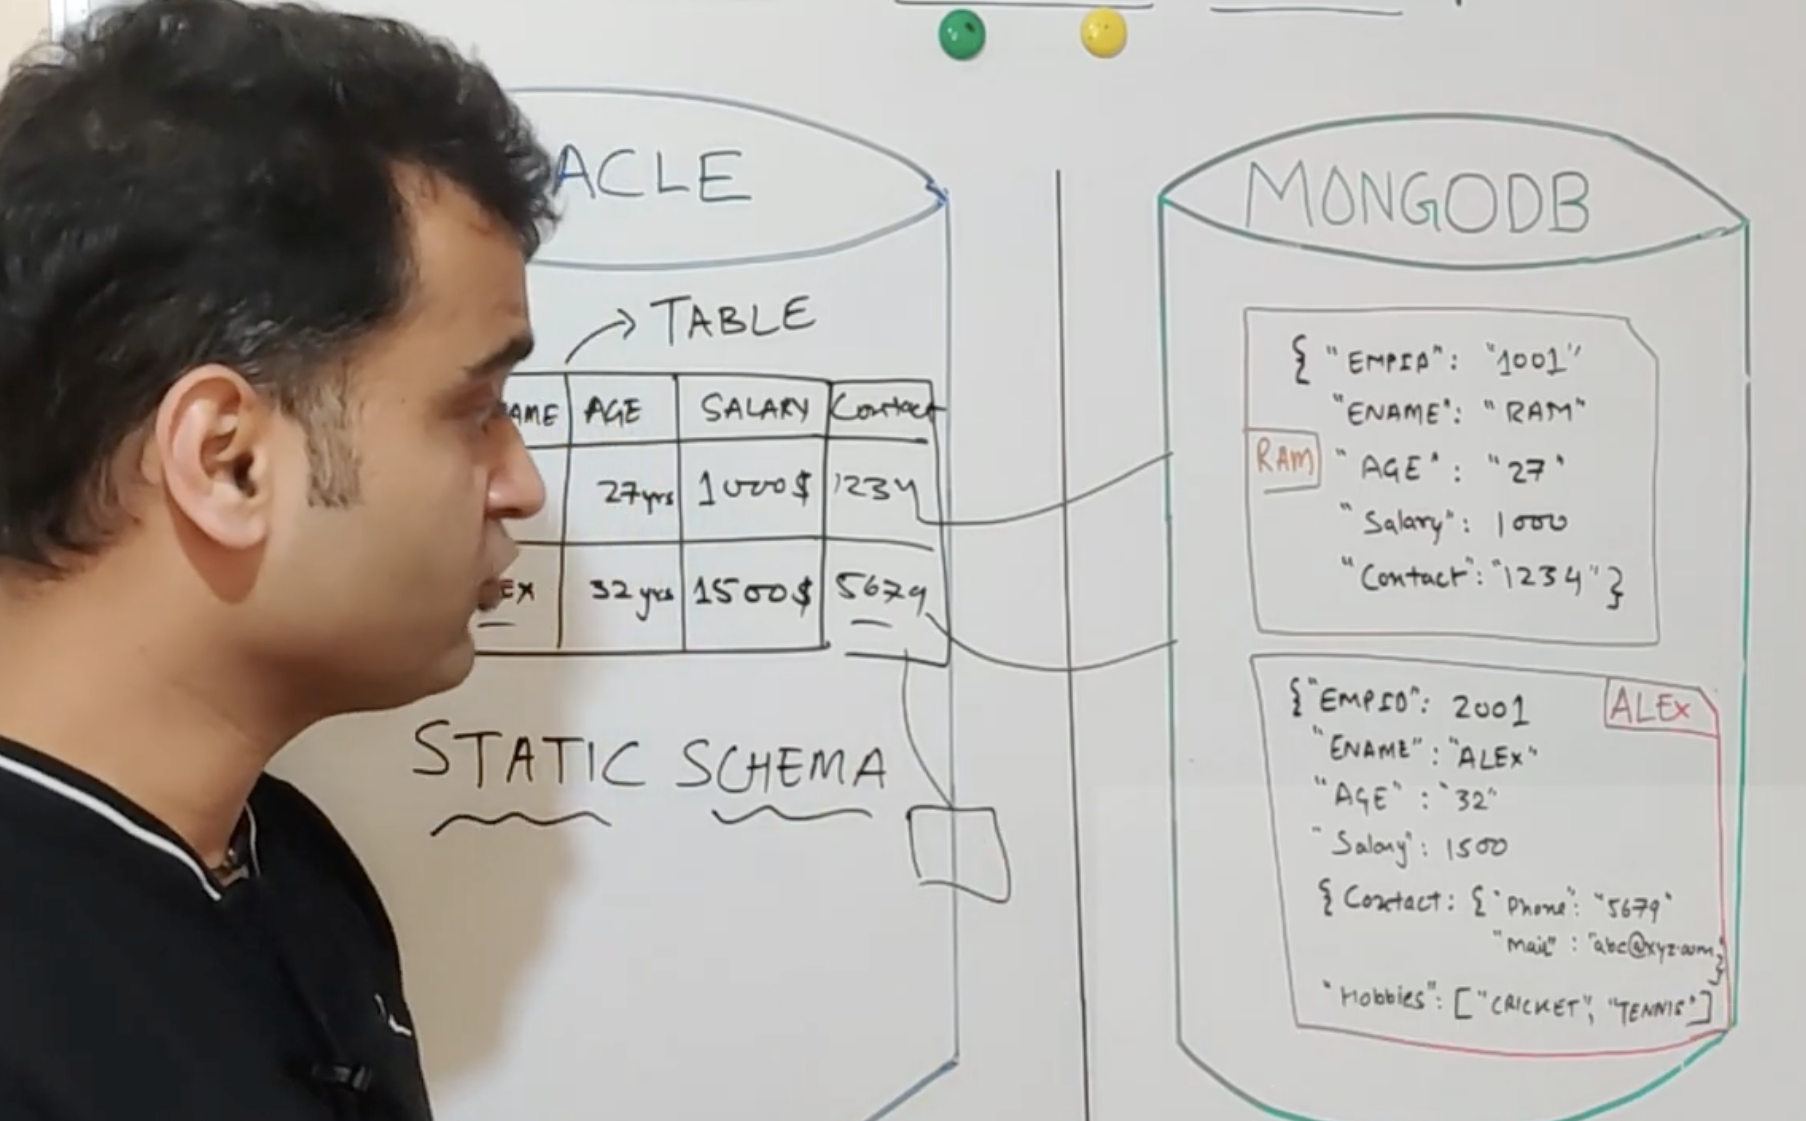 ACLE
TABLE
AME AGE SALARY Contact
27yrs 1000$ 1234
EX 32yrs 1500$ 5679
STATIC SCHEMA
MONGODB
{ "EMPID": "1001"
"ENAME": "RAM"
RAM
"AGE": "27"
"Salary": 1000
"Contact": "1234"}
{"EMPID": 2001
ALEX
"ENAME": "ALEX"
"AGE": "32"
"Salary": 1500
{Contact: {"Phone": "5679"
"Mail": "abc@xyz.com}
"Hobbies": ["CRICKET", "TENNIS"]